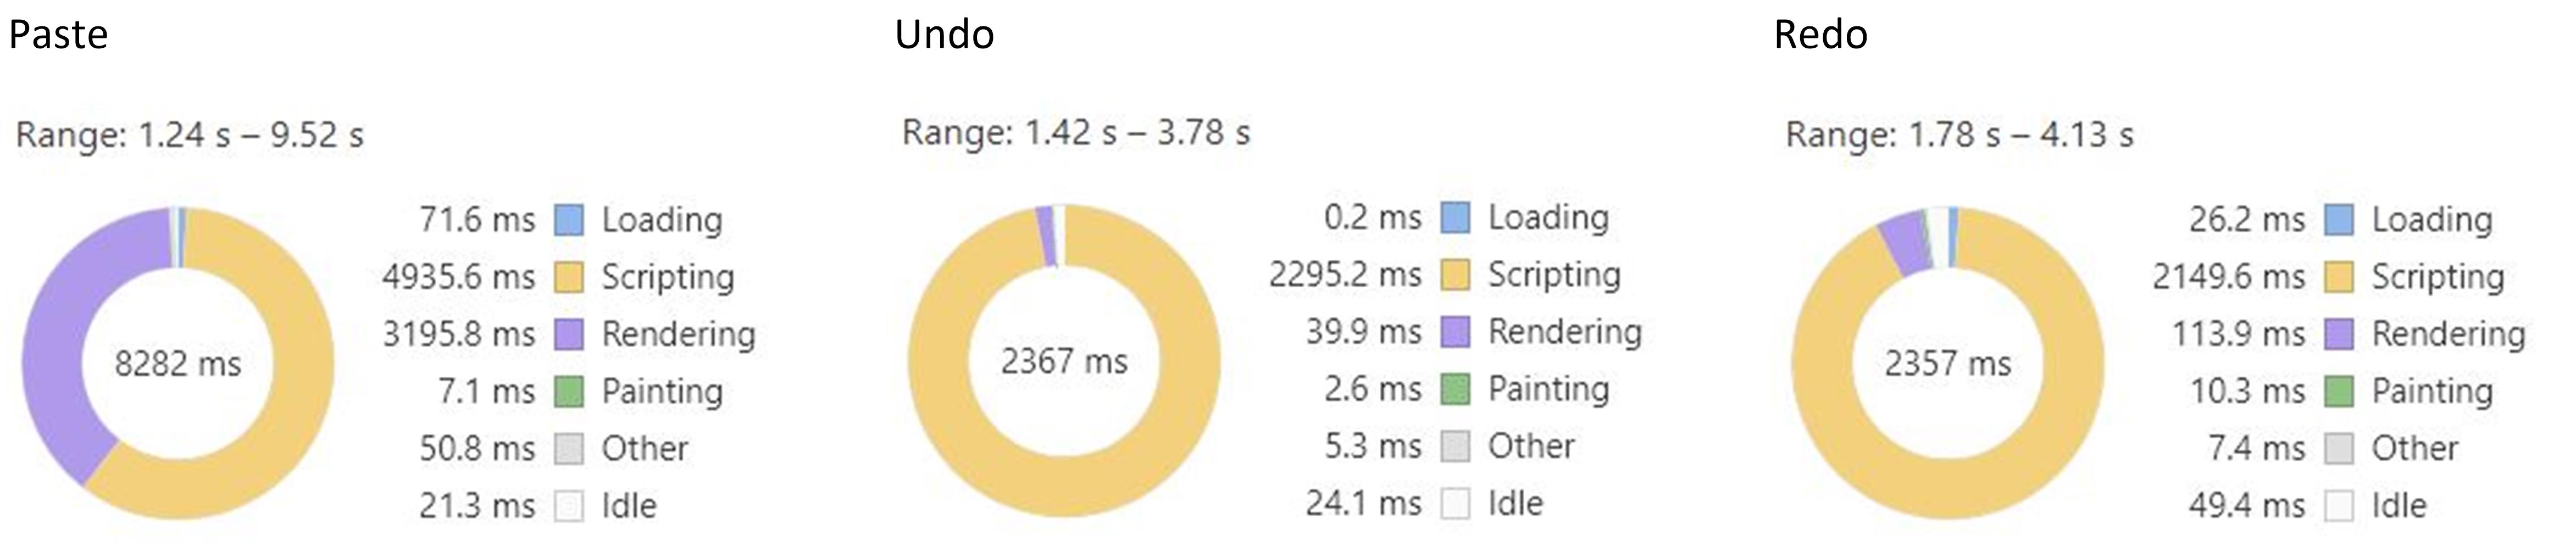 Paste
Range: 1.24 s – 9.52 s
8282 ms
71.6 ms Loading
4935.6 ms Scripting
3195.8 ms Rendering
7.1 ms Painting
50.8 ms Other
21.3 ms Idle
Undo
Range: 1.42 s – 3.78 s
2367 ms
0.2 ms Loading
2295.2 ms Scripting
39.9 ms Rendering
2.6 ms Painting
5.3 ms Other
24.1 ms Idle
Redo
Range: 1.78 s – 4.13 s
2357 ms
26.2 ms Loading
2149.6 ms Scripting
113.9 ms Rendering
10.3 ms Painting
7.4 ms Other
49.4 ms Idle